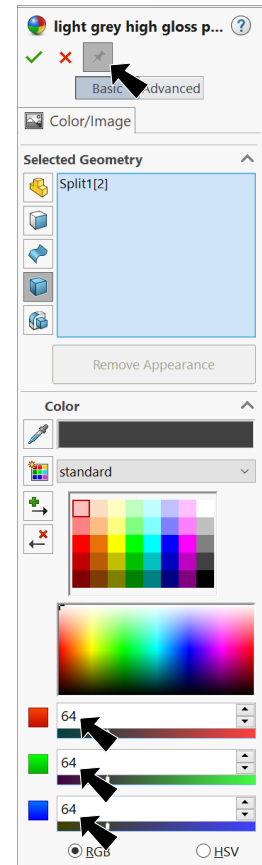 light grey high gloss p... ?
Basic Advanced
Color/Image
Selected Geometry
Split1[2]
Remove Appearance
Color
standard
64
64
64
RGB HSV